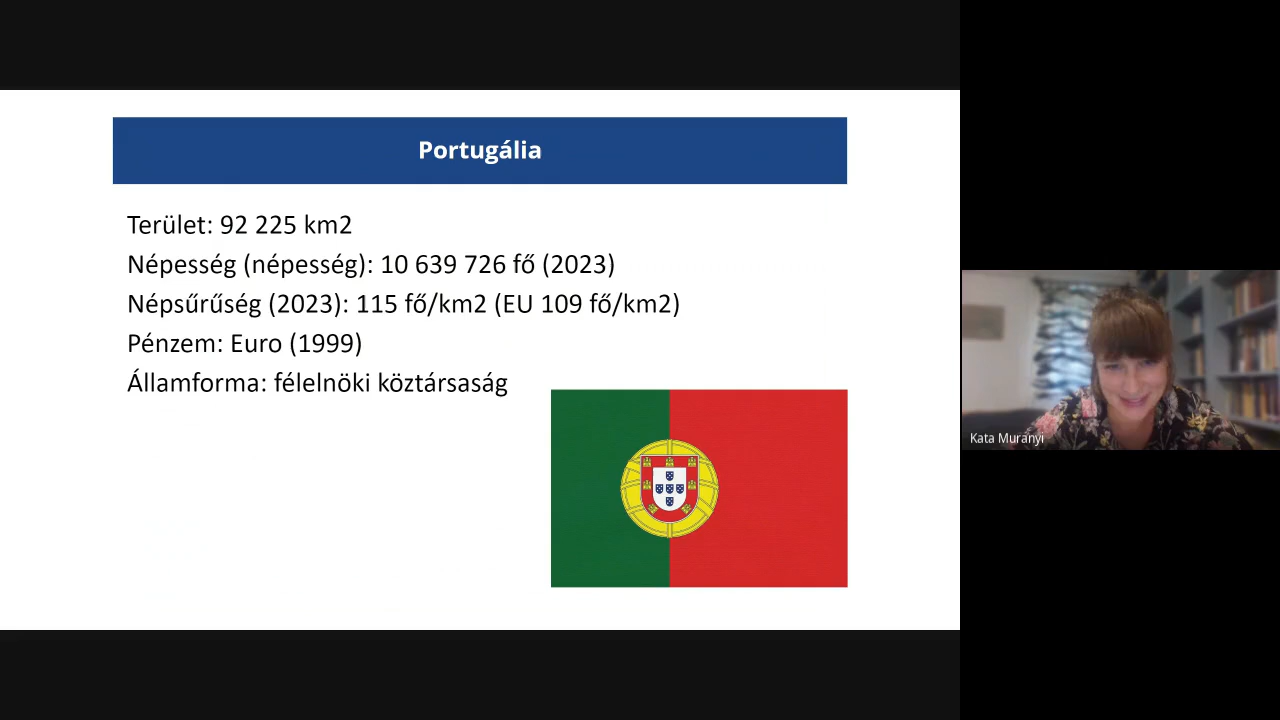 Portugália
Terület: 92 225 km2
Népesség (népesség): 10 639 726 fő (2023)
Népsűrűség (2023): 115 fő/km2 (EU 109 fő/km2)
Pénzem: Euro (1999)
Államforma: félelnöki köztársaság
Kata Muranyi